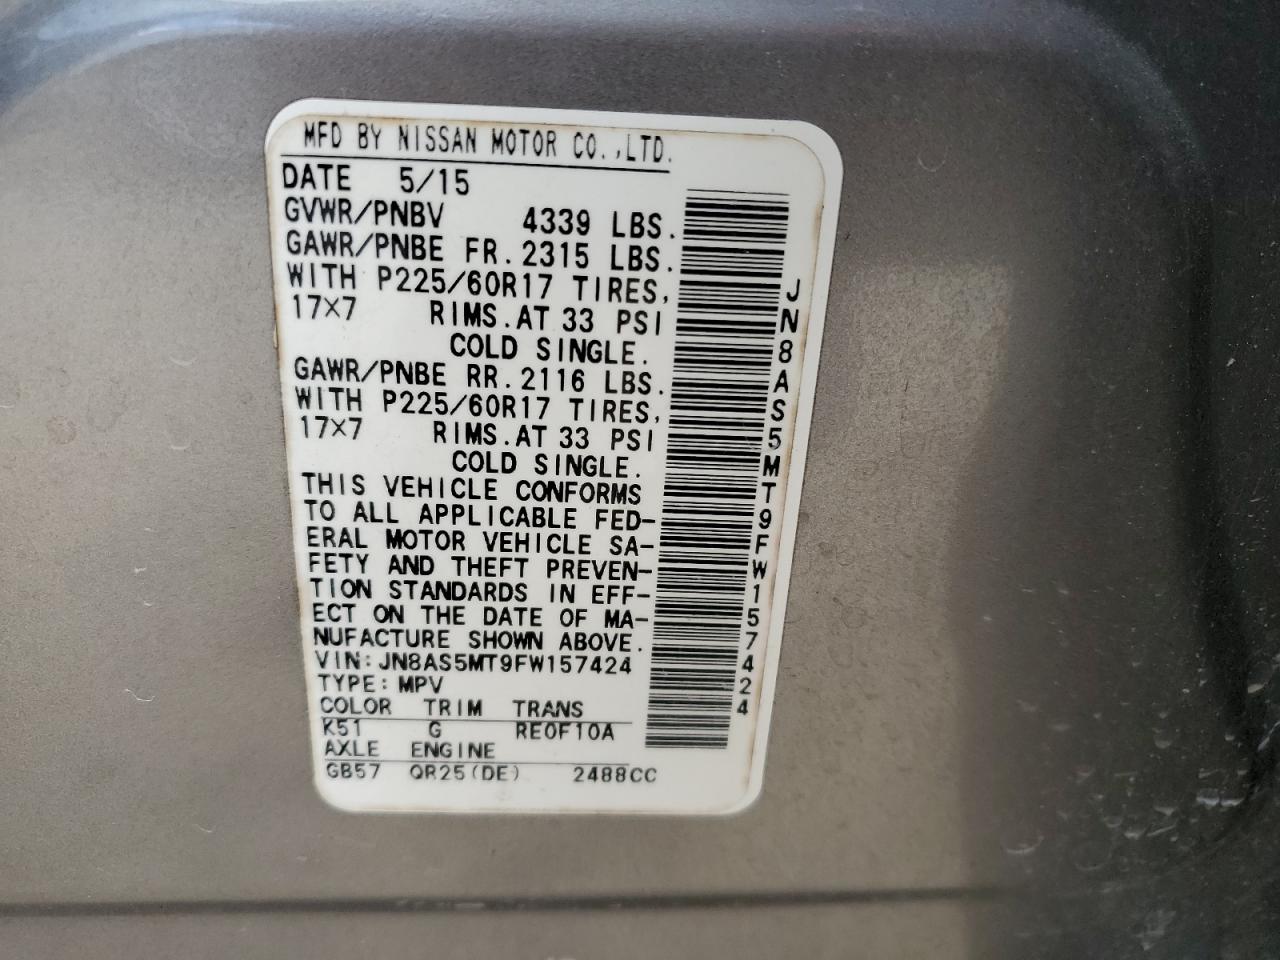 MFD BY NISSAN MOTOR CO.,LTD.
DATE 5/15
GVWR/PNBV 4339 LBS.
GAWR/PNBE FR. 2315 LBS.
WITH P225/60R17 TIRES,
17×7 RIMS. AT 33 PSI
COLD SINGLE.
GAWR/PNBE RR. 2116 LBS.
WITH P225/60R17 TIRES,
17×7 RIMS. AT 33 PSI
COLD SINGLE.
THIS VEHICLE CONFORMS
TO ALL APPLICABLE FED-
ERAL MOTOR VEHICLE SA-
FETY AND THEFT PREVEN-
TION STANDARDS IN EFF-
ECT ON THE DATE OF MA-
NUFACTURE SHOWN ABOVE.
VIN: JN8AS5MT9FW157424
TYPE: MPV
COLOR TRIM TRANS
K51 G RE0F10A
AXLE ENGINE
GB57 QR25(DE) 2488CC
JN8AS5MT9FW157424